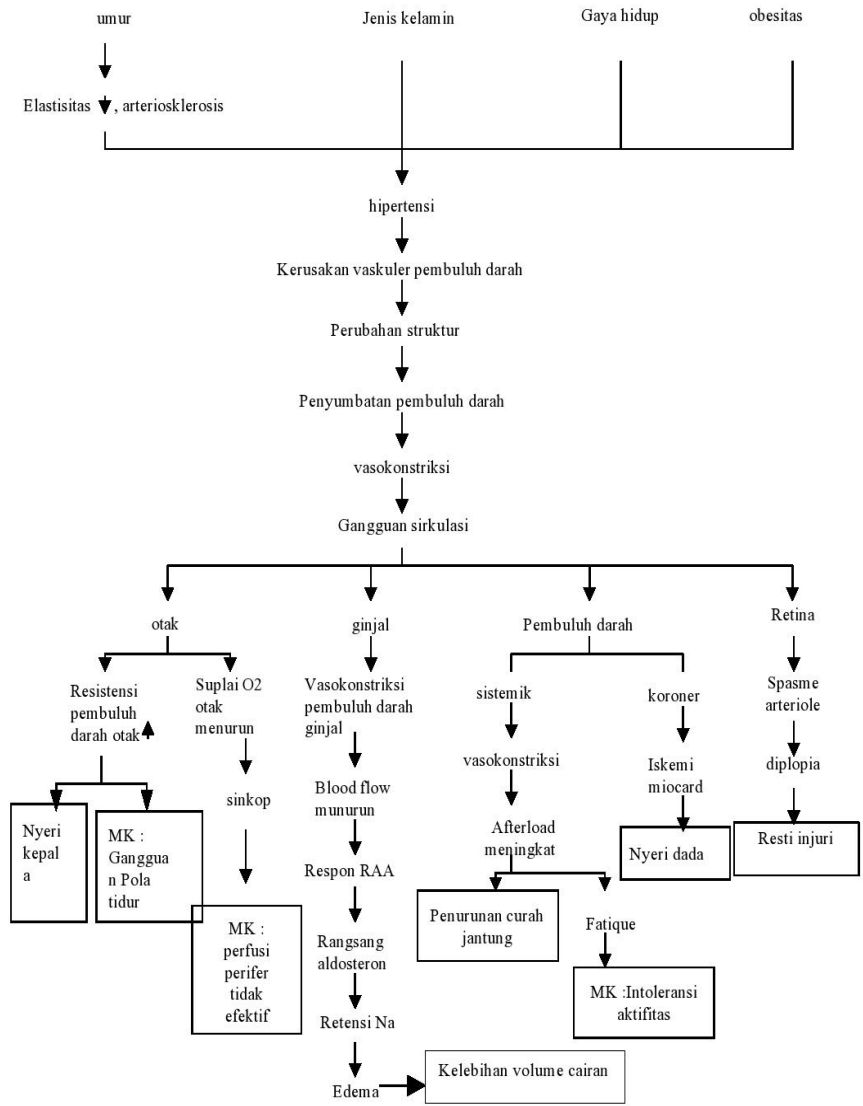 umur
Jenis kelamin
Gaya hidup
obesitas
Elastisitas , arteriosklerosis
hipertensi
Kerusakan vaskuler pembuluh darah
Perubahan struktur
Penyumbatan pembuluh darah
vasokonstriksi
Gangguan sirkulasi
otak
Resistensi
pembuluh
darah otak
Nyeri
kepal
a
MK :
Ganggua
n Pola
tidur
Suplai O2
otak
menurun
sinkop
MK :
perfusi
perifer
tidak
efektif
ginjal
Vasokonstriksi
pembuluh darah
ginjal
Blood flow
munurun
Respon RAA
Rangsang
aldosteron
Retensi Na
Edema
Kelebihan volume cairan
Pembuluh darah
sistemik
vasokonstriksi
Afterload
meningkat
Penurunan curah
jantung
Fatique
MK :Intoleransi
aktifitas
koroner
Iskemi
miocard
Nyeri dada
Retina
Spasme
arteriole
diplopia
Resti injuri